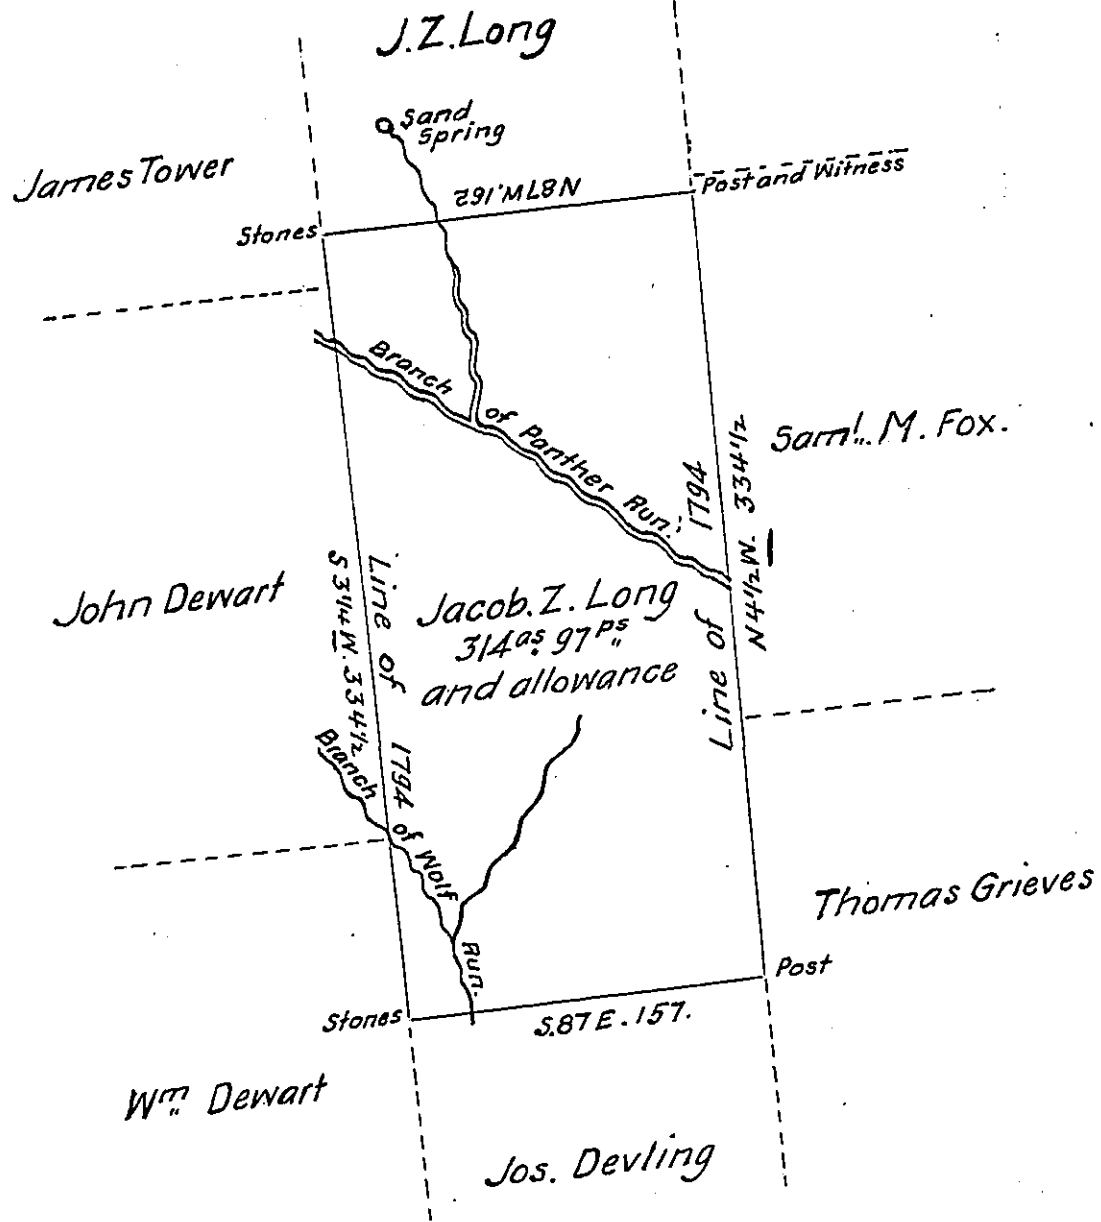 J.Z.Long
Sand
Spring
James Tower
N87W.162
Post and Witness
Stones
Branch of Panther Run.
Saml. M. Fox.
Line of 1794
N4½W. 334½
John Dewart
S3¼W. 334½
Line of 1794
Jacob. Z. Long
314as. 97ps
and allowance
Branch of Wolf Run.
Thomas Grieves
Post
Stones
S.87E.157.
Wm Dewart
Jos. Devling